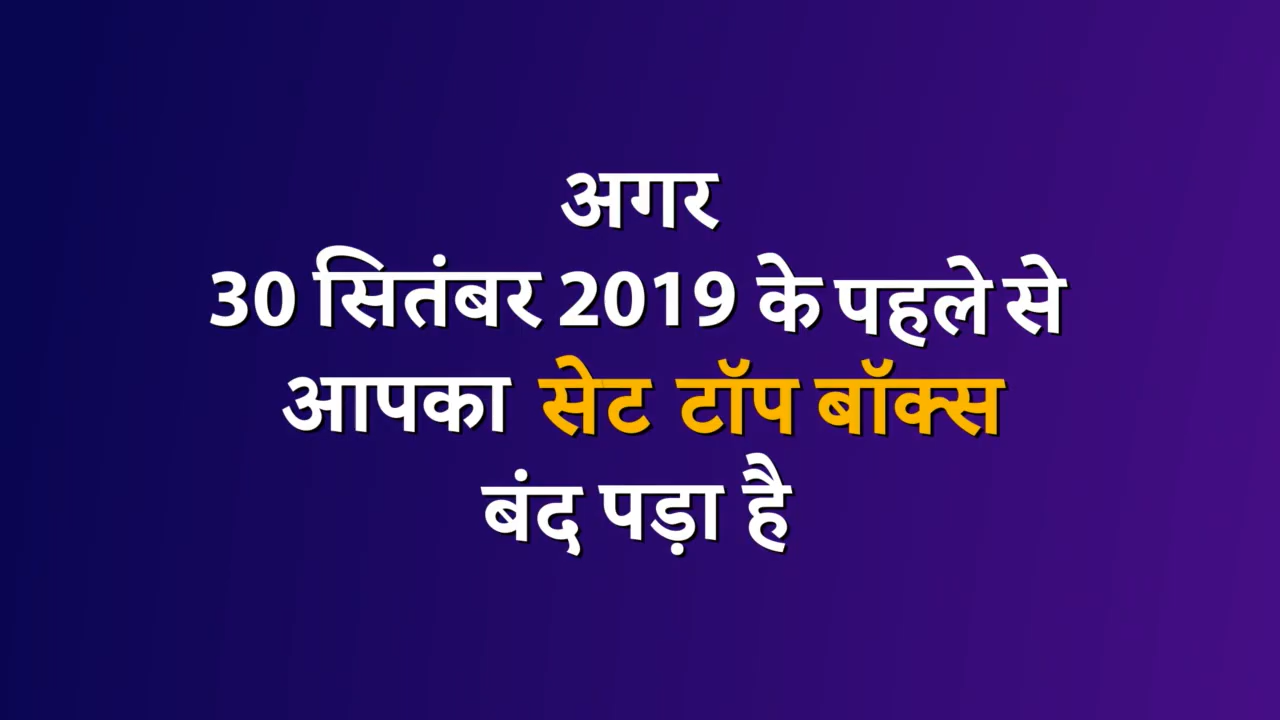 अगर
30 सितंबर 2019 के पहले से
आपका सेट टॉप बॉक्स
बंद पड़ा है